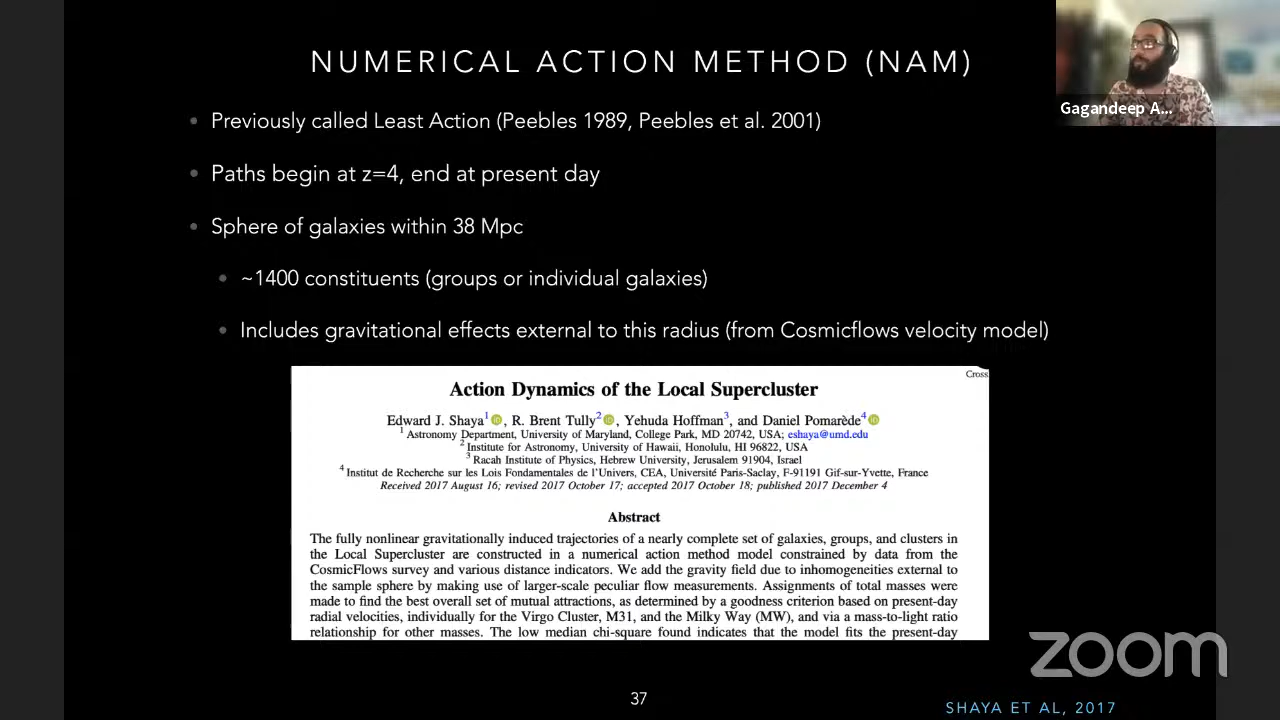 NUMERICAL ACTION METHOD (NAM)
Gagandeep A...
• Previously called Least Action (Peebles 1989, Peebles et al. 2001)
• Paths begin at z=4, end at present day
• Sphere of galaxies within 38 Mpc
• ~1400 constituents (groups or individual galaxies)
• Includes gravitational effects external to this radius (from Cosmicflows velocity model)
Cross
Action Dynamics of the Local Supercluster
Edward J. Shaya1, R. Brent Tully2, Yehuda Hoffman3, and Daniel Pomarède4
1 Astronomy Department, University of Maryland, College Park, MD 20742, USA; eshaya@umd.edu
2 Institute for Astronomy, University of Hawaii, Honolulu, HI 96822, USA
3 Racah Institute of Physics, Hebrew University, Jerusalem 91904, Israel
4 Institut de Recherche sur les Lois Fondamentales de l'Univers, CEA, Université Paris-Saclay, F-91191 Gif-sur-Yvette, France
Received 2017 August 16; revised 2017 October 17; accepted 2017 October 18; published 2017 December 4
Abstract
The fully nonlinear gravitationally induced trajectories of a nearly complete set of galaxies, groups, and clusters in
the Local Supercluster are constructed in a numerical action method model constrained by data from the
CosmicFlows survey and various distance indicators. We add the gravity field due to inhomogeneities external to
the sample sphere by making use of larger-scale peculiar flow measurements. Assignments of total masses were
made to find the best overall set of mutual attractions, as determined by a goodness criterion based on present-day
radial velocities, individually for the Virgo Cluster, M31, and the Milky Way (MW), and via a mass-to-light ratio
relationship for other masses. The low median chi-square found indicates that the model fits the present-day
zoom
37
SHAYA ET AL, 2017